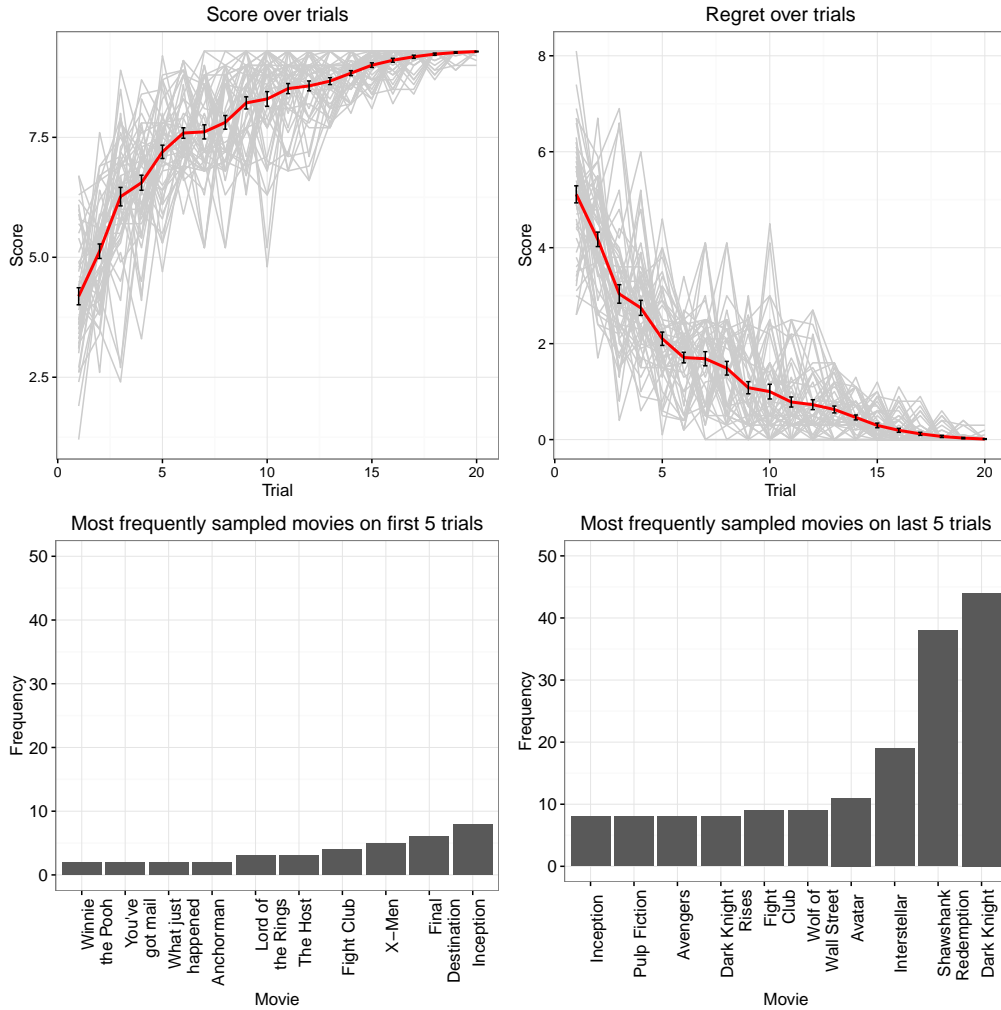 Score over trials
Score
7.5
5.0
2.5
0
5
10
15
20
Trial
Regret over trials
Score
8
6
4
2
0
0
5
10
15
20
Trial
Most frequently sampled movies on first 5 trials
Frequency
50
40
30
20
10
0
Winnie
the Pooh
You've
got mail
What just
happened
Anchorman
Lord of
the Rings
The Host
Fight Club
X−Men
Final
Destination
Inception
Movie
Most frequently sampled movies on last 5 trials
Frequency
50
40
30
20
10
0
Inception
Pulp Fiction
Avengers
Dark Knight
Rises
Fight
Club
Wolf of
Wall Street
Avatar
Interstellar
Shawshank
Redemption
Dark Knight
Movie